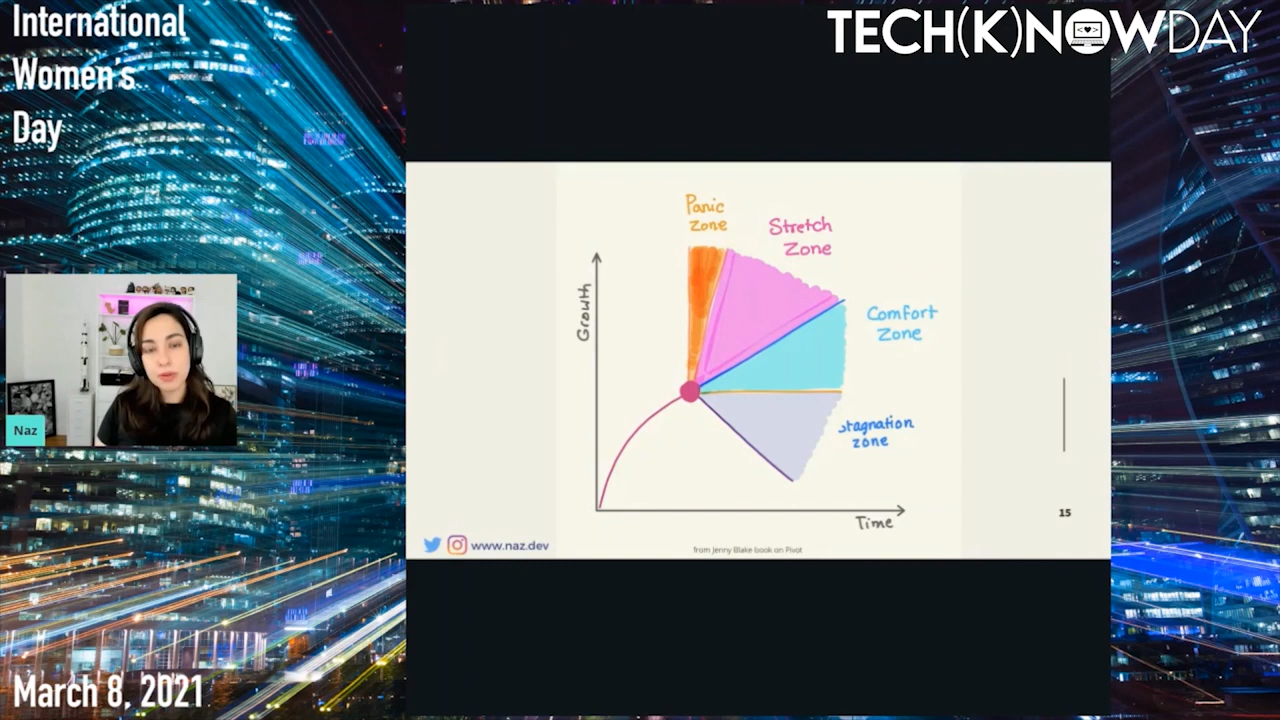 International
Women's
Day
TECH(K)NOWDAY
Panic
Zone
Stretch
Zone
Growth
Comfort
Zone
Stagnation
zone
Naz
15
Time
www.naz.dev
from Jenny Blake book on Pivot
March 8, 2021